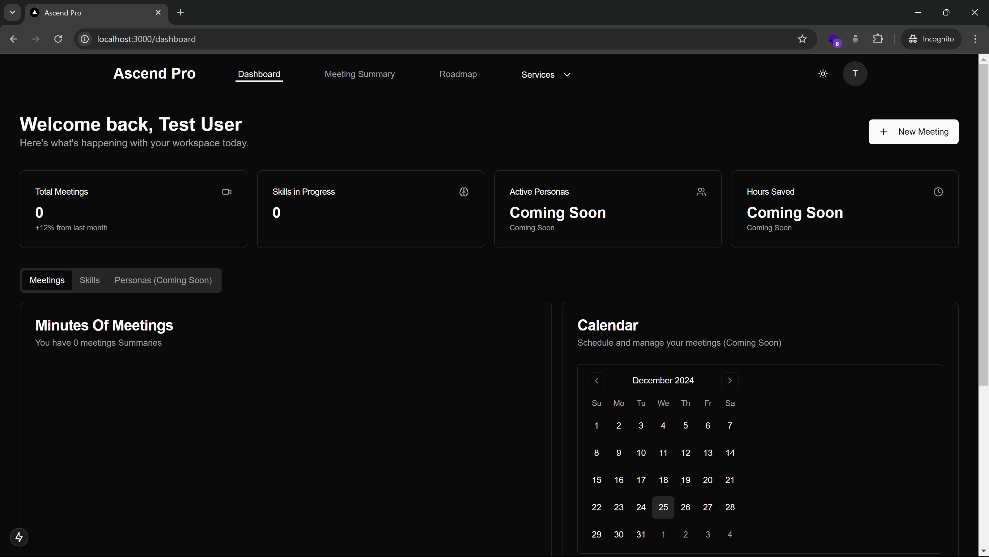 Ascend Pro
localhost:3000/dashboard
8
Incognito
Ascend Pro
Dashboard
Meeting Summary
Roadmap
Services
T
Welcome back, Test User
Here's what's happening with your workspace today.
New Meeting
Total Meetings
0
+12% from last month
Skills in Progress
0
Active Personas
Coming Soon
Coming Soon
Hours Saved
Coming Soon
Coming Soon
Meetings
Skills
Personas (Coming Soon)
Minutes Of Meetings
You have 0 meetings Summaries
Calendar
Schedule and manage your meetings (Coming Soon)
December 2024
Su Mo Tu We Th Fr Sa
1 2 3 4 5 6 7
8 9 10 11 12 13 14
15 16 17 18 19 20 21
22 23 24 25 26 27 28
29 30 31 1 2 3 4